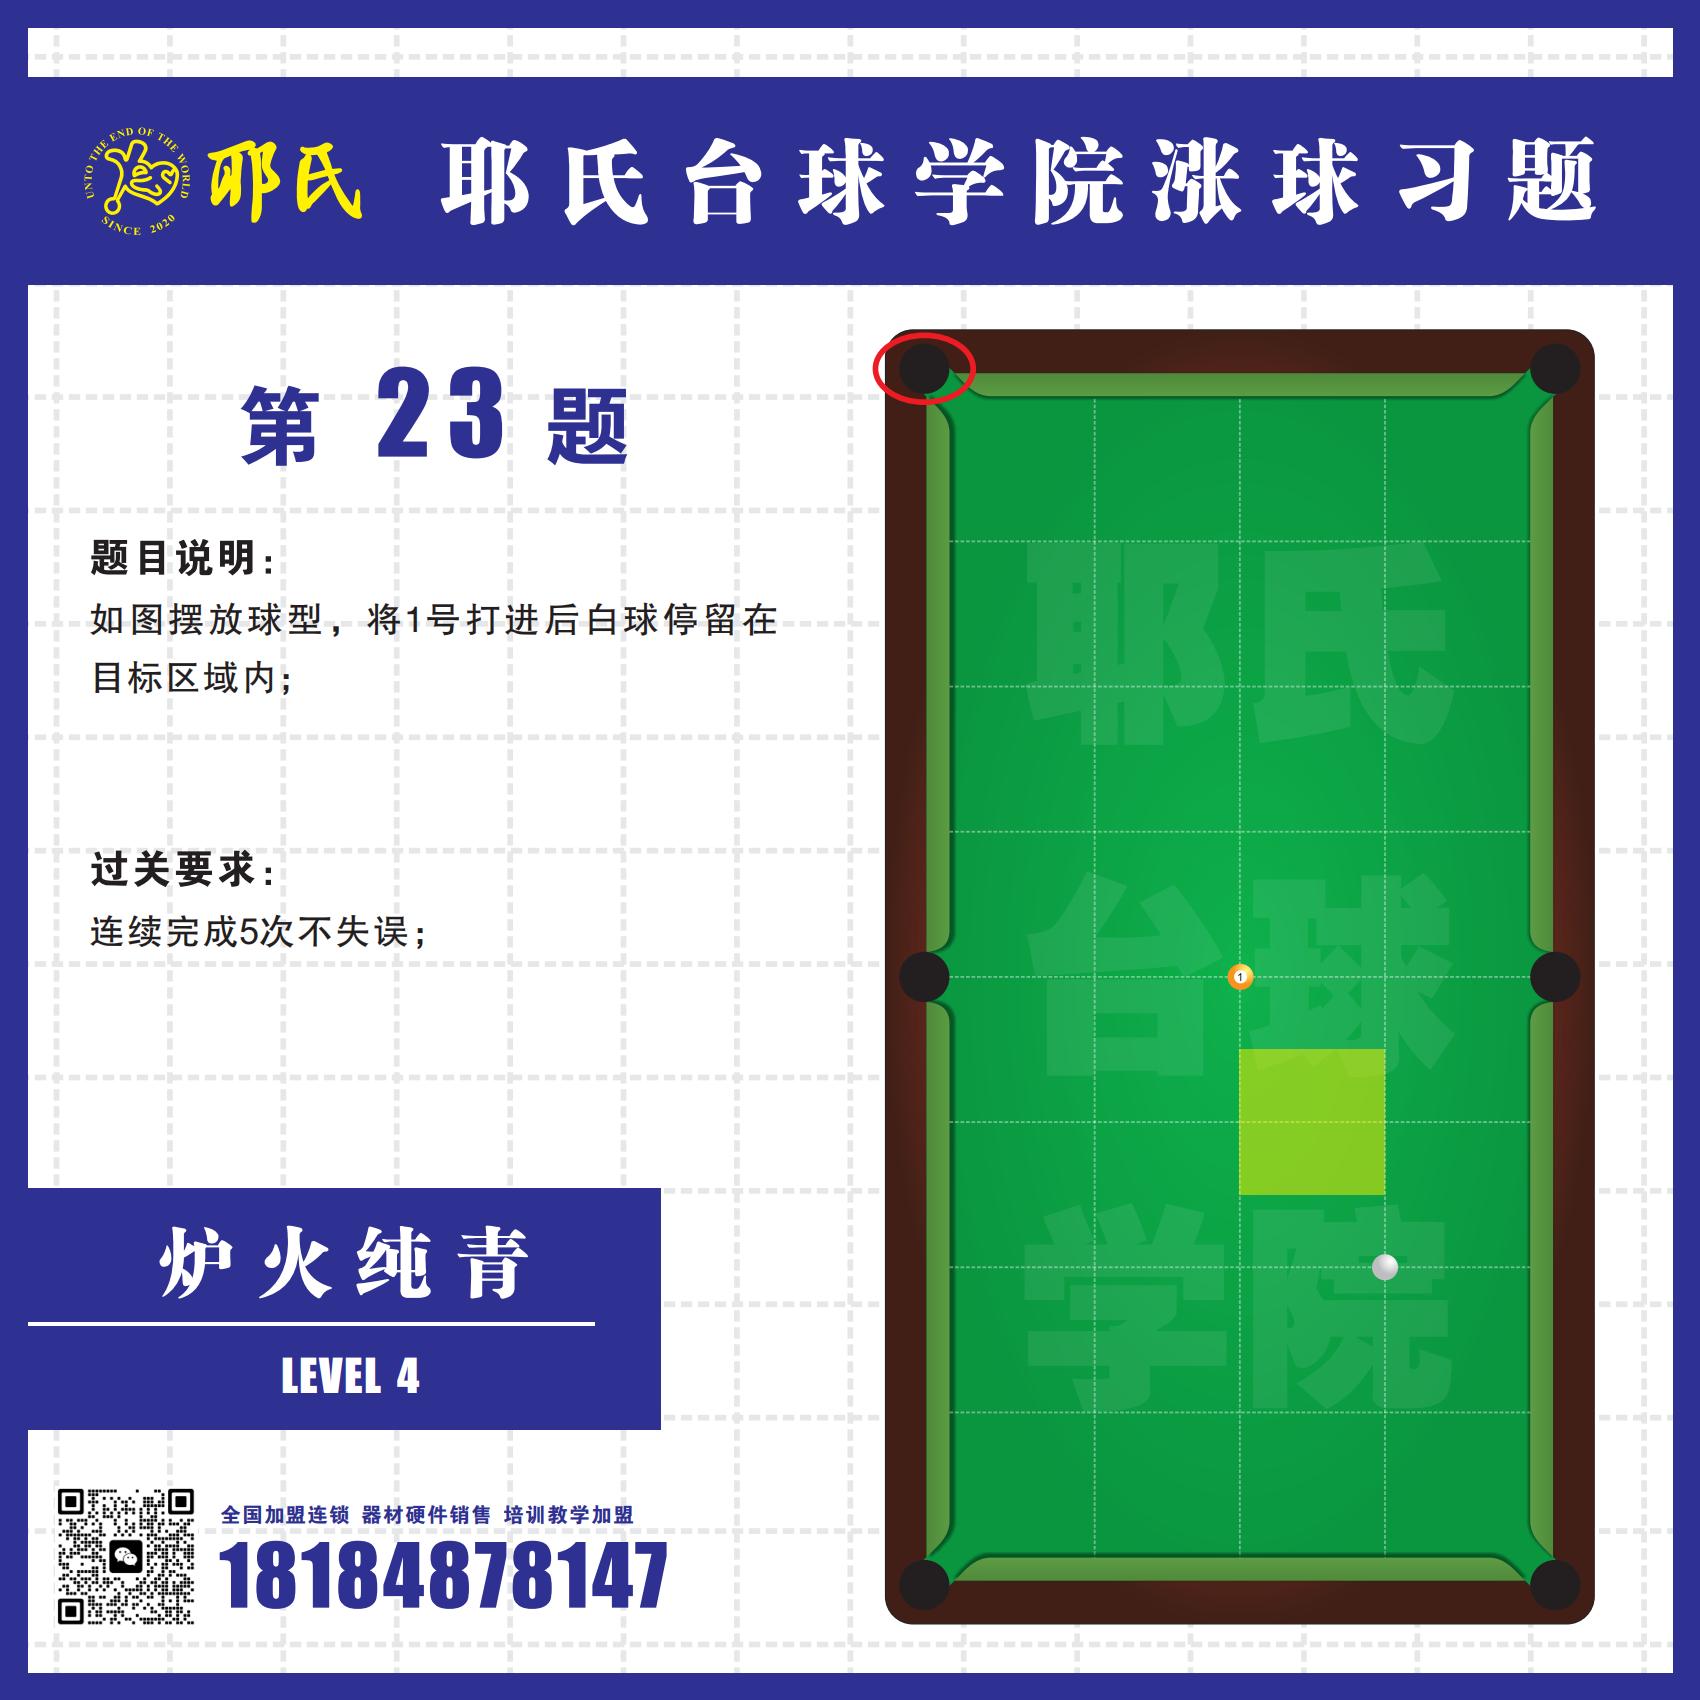 UNTO THE END OF THE WORLD
SINCE 2020
耶氏
耶氏台球学院涨球习题
第 23 题
题目说明：
如图摆放球型，将1号打进后白球停留在
目标区域内；
过关要求：
连续完成5次不失误；
炉火纯青
LEVEL 4
全国加盟连锁 器材硬件销售 培训教学加盟
18184878147
耶氏
台球
学院
1